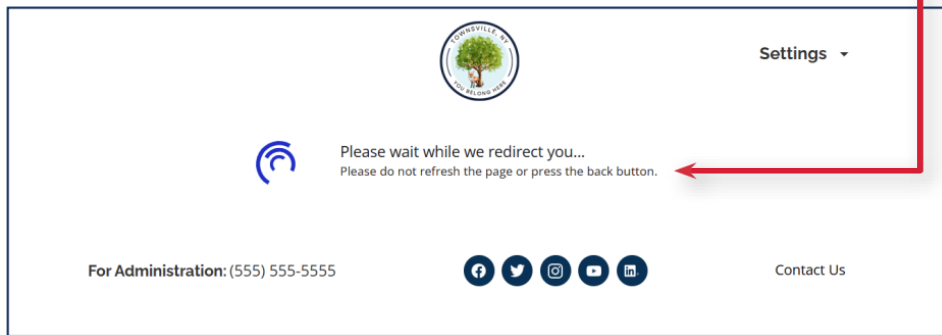 TOWNSVILLE, NY
YOU BELONG HERE
Settings
Please wait while we redirect you...
Please do not refresh the page or press the back button.
For Administration: (555) 555-5555
Contact Us